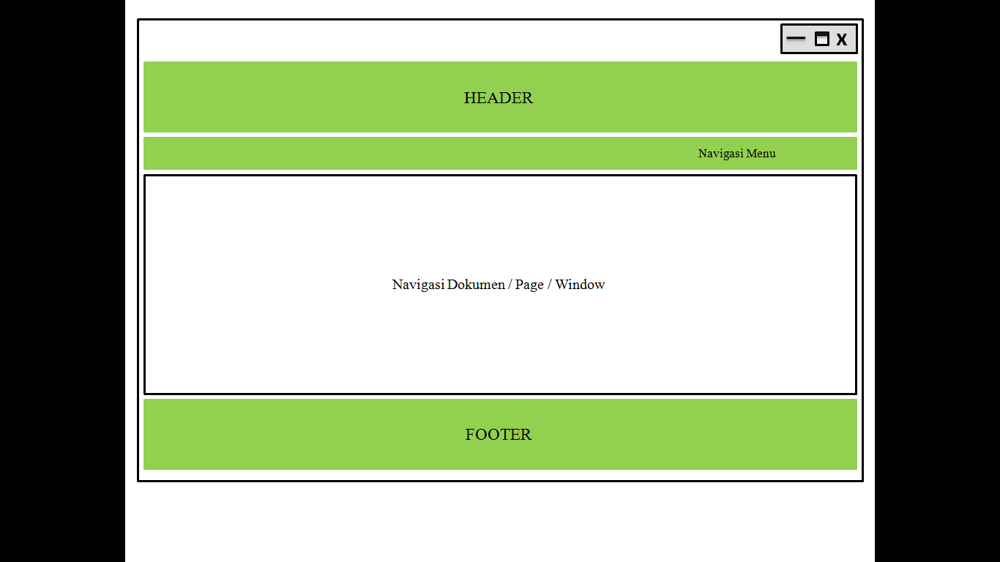 X
HEADER
Navigasi Menu
Navigasi Dokumen / Page / Window
FOOTER